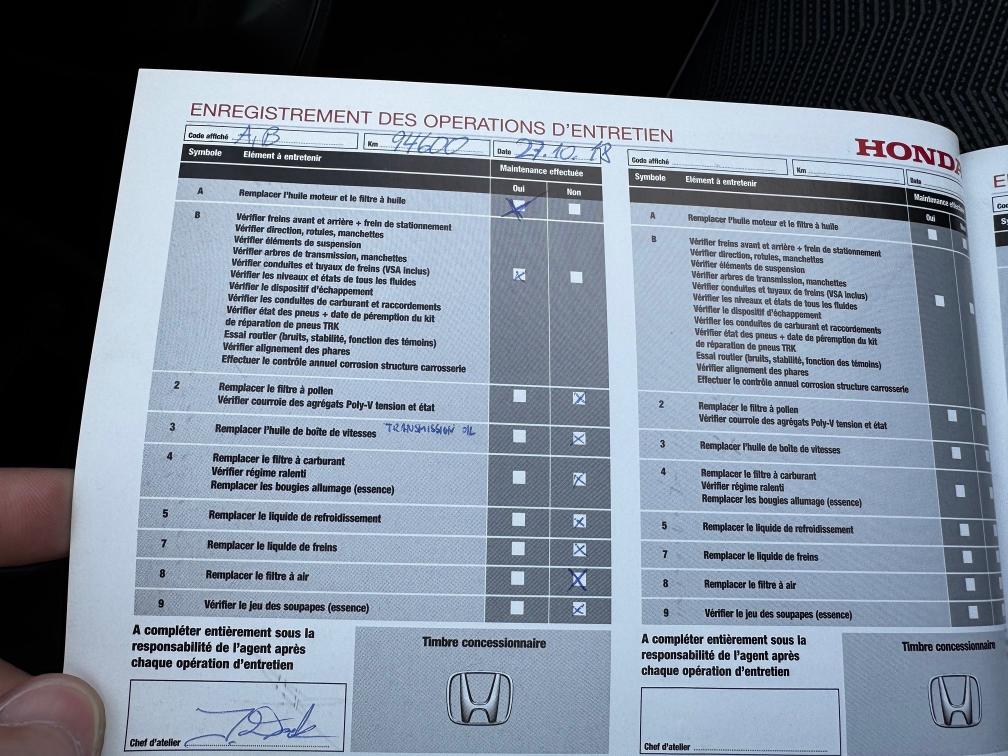 ENREGISTREMENT DES OPERATIONS D'ENTRETIEN
HONDA
Code affiché A, B Km 94600 Date 27.10.18
Symbole Elément à entretenir Maintenance effectuée
Oui Non
A Remplacer l'huile moteur et le filtre à huile
B Vérifier freins avant et arrière + frein de stationnement
Vérifier direction, rotules, manchettes
Vérifier éléments de suspension
Vérifier arbres de transmission, manchettes
Vérifier conduites et tuyaux de freins (VSA inclus)
Vérifier les niveaux et états de tous les fluides
Vérifier le dispositif d'échappement
Vérifier les conduites de carburant et raccordements
Vérifier état des pneus + date de péremption du kit
de réparation de pneus TRK
Essai routier (bruits, stabilité, fonction des témoins)
Vérifier alignement des phares
Effectuer le contrôle annuel corrosion structure carrosserie
2 Remplacer le filtre à pollen
Vérifier courroie des agrégats Poly-V tension et état
3 Remplacer l'huile de boîte de vitesses TRANSMISSION OIL
4 Remplacer le filtre à carburant
Vérifier régime ralenti
Remplacer les bougies allumage (essence)
5 Remplacer le liquide de refroidissement
7 Remplacer le liquide de freins
8 Remplacer le filtre à air
9 Vérifier le jeu des soupapes (essence)
A compléter entièrement sous la
responsabilité de l'agent après
chaque opération d'entretien
Timbre concessionnaire
Chef d'atelier
Code affiché Km Date
Symbole Elément à entretenir Maintenance
Oui
A Remplacer l'huile moteur et le filtre à huile
B Vérifier freins avant et arrière + frein de stationnement
Vérifier direction, rotules, manchettes
Vérifier éléments de suspension
Vérifier arbres de transmission, manchettes
Vérifier conduites et tuyaux de freins (VSA inclus)
Vérifier les niveaux et états de tous les fluides
Vérifier le dispositif d'échappement
Vérifier les conduites de carburant et raccordements
Vérifier état des pneus + date de péremption du kit
de réparation de pneus TRK
Essai routier (bruits, stabilité, fonction des témoins)
Vérifier alignement des phares
Effectuer le contrôle annuel corrosion structure carrosserie
2 Remplacer le filtre à pollen
Vérifier courroie des agrégats Poly-V tension et état
3 Remplacer l'huile de boîte de vitesses
4 Remplacer le filtre à carburant
Vérifier régime ralenti
Remplacer les bougies allumage (essence)
5 Remplacer le liquide de refroidissement
7 Remplacer le liquide de freins
8 Remplacer le filtre à air
9 Vérifier le jeu des soupapes (essence)
A compléter entièrement sous la
responsabilité de l'agent après
chaque opération d'entretien
Timbre concessionnaire
Chef d'atelier